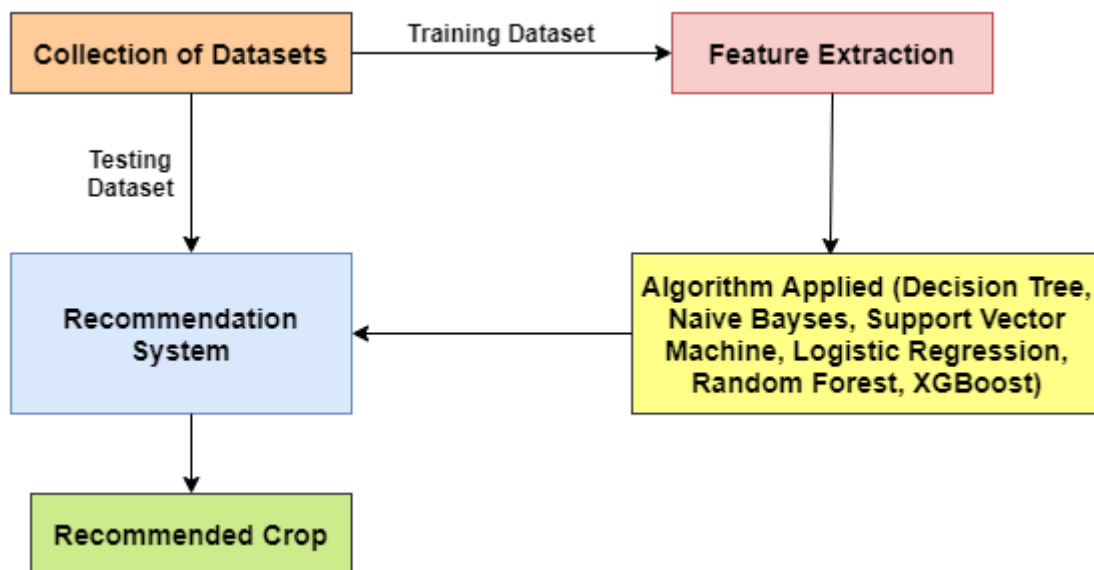 Collection of Datasets
Training Dataset
Feature Extraction
Testing
Dataset
Recommendation
System
Algorithm Applied (Decision Tree,
Naive Bayses, Support Vector
Machine, Logistic Regression,
Random Forest, XGBoost)
Recommended Crop